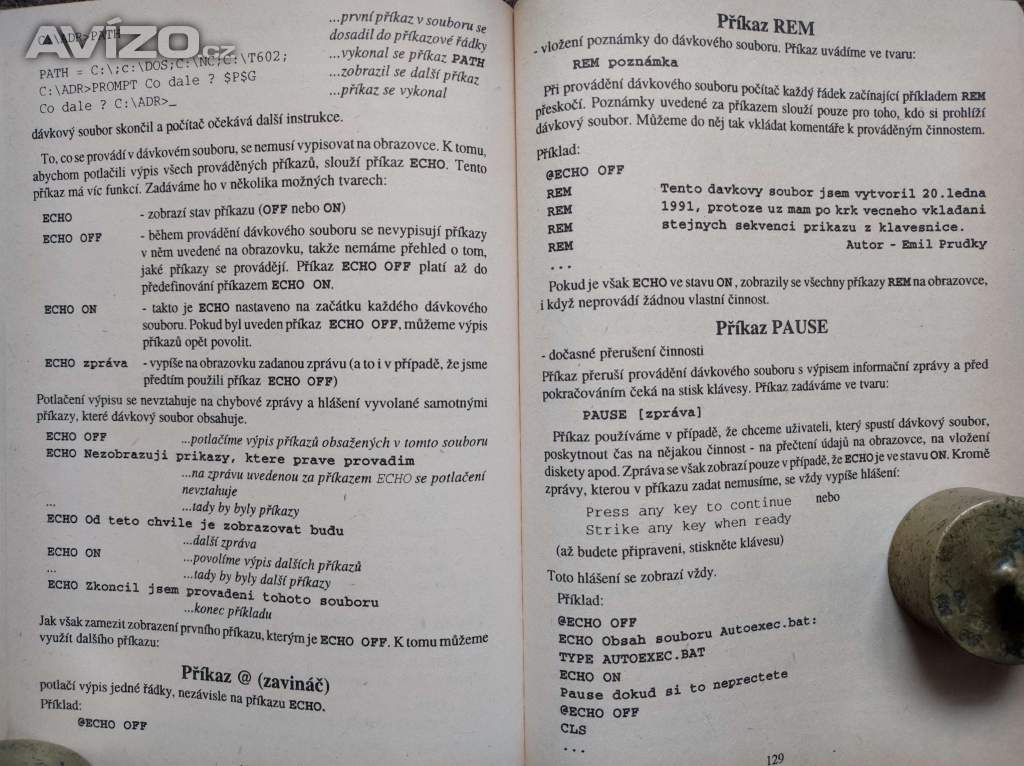 C:\ADR>PATH
...první příkaz v souboru se
dosadil do příkazové řádky
PATH = C:\;c:\DOS;C:\NC;C:\T602;
...vykonal se příkaz PATH
C:\ADR>PROMPT Co dale ? $P$G
...zobrazil se další příkaz
Co dale ? C:\ADR>_
...příkaz se vykonal
dávkový soubor skončil a počítač očekává další instrukce.
To, co se provádí v dávkovém souboru, se nemusí vypisovat na obrazovce. K tomu,
abychom potlačili výpis všech prováděných příkazů, slouží příkaz ECHO. Tento
příkaz má víc funkcí. Zadáváme ho v několika možných tvarech:
ECHO - zobrazí stav příkazu (OFF nebo ON)
ECHO OFF - během provádění dávkového souboru se nevypisují příkazy
v něm uvedené na obrazovku, takže nemáme přehled o tom,
jaké příkazy se provádějí. Příkaz ECHO OFF platí až do
předefinování příkazem ECHO ON.
ECHO ON - takto je ECHO nastaveno na začátku každého dávkového
souboru. Pokud byl uveden příkaz ECHO OFF, můžeme výpis
příkazů opět povolit.
ECHO zpráva - vypíše na obrazovku zadanou zprávu (a to i v případě, že jsme
předtím použili příkaz ECHO OFF)
Potlačení výpisu se nevztahuje na chybové zprávy a hlášení vyvolané samotnými
příkazy, které dávkový soubor obsahuje.
ECHO OFF ...potlačíme výpis příkazů obsažených v tomto souboru
ECHO Nezobrazuji prikazy, ktere prave provadim
...na zprávu uvedenou za příkazem ECHO se potlačení
nevztahuje
... ...tady by byly příkazy
ECHO Od teto chvile je zobrazovat budu
...další zpráva
ECHO ON ...povolíme výpis dalších příkazů
... ...tady by byly další příkazy
ECHO Zkoncil jsem provadeni tohoto souboru
...konec příkladu
Jak však zamezit zobrazení prvního příkazu, kterým je ECHO OFF. K tomu můžeme
využít dalšího příkazu:
Příkaz @ (zavináč)
potlačí výpis jedné řádky, nezávisle na příkazu ECHO.
Příklad:
@ECHO OFF
Příkaz REM
- vložení poznámky do dávkového souboru. Příkaz uvádíme ve tvaru:
REM poznámka
Při provádění dávkového souboru počítač každý řádek začínající příkladem REM
přeskočí. Poznámky uvedené za příkazem slouží pouze pro toho, kdo si prohlíží
dávkový soubor. Můžeme do něj tak vkládat komentáře k prováděným činnostem.
Příklad:
@ECHO OFF
REM Tento davkovy soubor jsem vytvoril 20.ledna
REM 1991, protoze uz mam po krk vecneho vkladani
REM stejnych sekvenci prikazu z klavesnice.
REM Autor - Emil Prudky
...
Pokud je však ECHO ve stavu ON, zobrazily se všechny příkazy REM na obrazovce,
i když neprovádí žádnou vlastní činnost.
Příkaz PAUSE
- dočasné přerušení činnosti
Příkaz přeruší provádění dávkového souboru s výpisem informační zprávy a před
pokračováním čeká na stisk klávesy. Příkaz zadáváme ve tvaru:
PAUSE [zpráva]
Příkaz používáme v případě, že chceme uživateli, který spustí dávkový soubor,
poskytnout čas na nějakou činnost - na přečtení údajů na obrazovce, na vložení
diskety apod. Zpráva se však zobrazí pouze v případě, že ECHO je ve stavu ON. Kromě
zprávy, kterou v příkazu zadat nemusíme, se vždy vypíše hlášení:
Press any key to continue nebo
Strike any key when ready
(až budete připraveni, stiskněte klávesu)
Toto hlášení se zobrazí vždy.
Příklad:
@ECHO OFF
ECHO Obsah souboru Autoexec.bat:
TYPE AUTOEXEC.BAT
ECHO ON
Pause dokud si to neprectete
@ECHO OFF
CLS
...
129
AVÍZO.cz